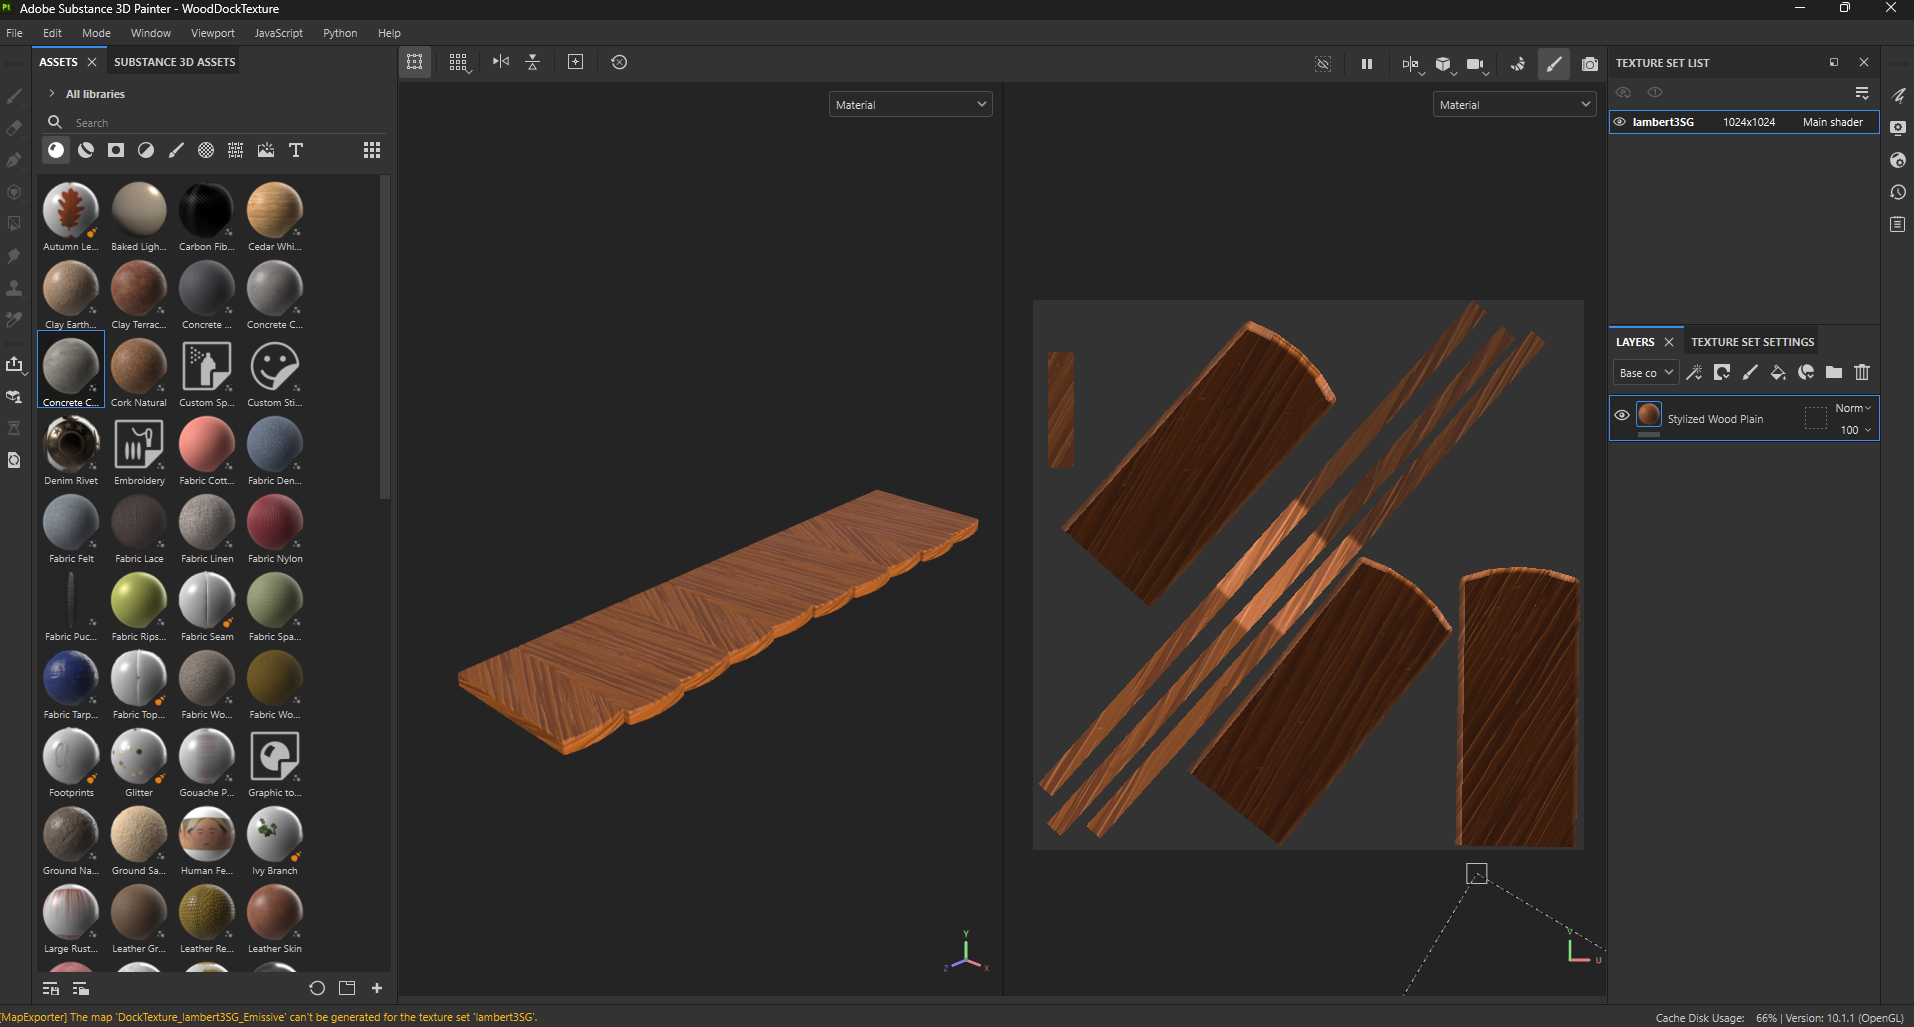 Pt Adobe Substance 3D Painter - WoodDockTexture
File Edit Mode Window Viewport JavaScript Python Help
ASSETS SUBSTANCE 3D ASSETS
All libraries
Search
Autumn Le... Baked Ligh... Carbon Fib... Cedar Whi...
Clay Earth... Clay Terrac... Concrete ... Concrete C...
Concrete C... Cork Natural Custom Sp... Custom Sti...
Denim Rivet Embroidery Fabric Cott... Fabric Den...
Fabric Felt Fabric Lace Fabric Linen Fabric Nylon
Fabric Puc... Fabric Rips... Fabric Seam Fabric Spa...
Fabric Tarp... Fabric Top... Fabric Wo... Fabric Wo...
Footprints Glitter Gouache P... Graphic to...
Ground Na... Ground Sa... Human Fe... Ivy Branch
Large Rust... Leather Gr... Leather Re... Leather Skin
Material
Y
Z X
Material
U
TEXTURE SET LIST
lambert3SG 1024x1024 Main shader
LAYERS TEXTURE SET SETTINGS
Base co
Stylized Wood Plain
Norm
100
[MapExporter] The map 'DockTexture_lambert3SG_Emissive' can't be generated for the texture set 'lambert3SG'.
Cache Disk Usage: 66% | Version: 10.1.1 (OpenGL)